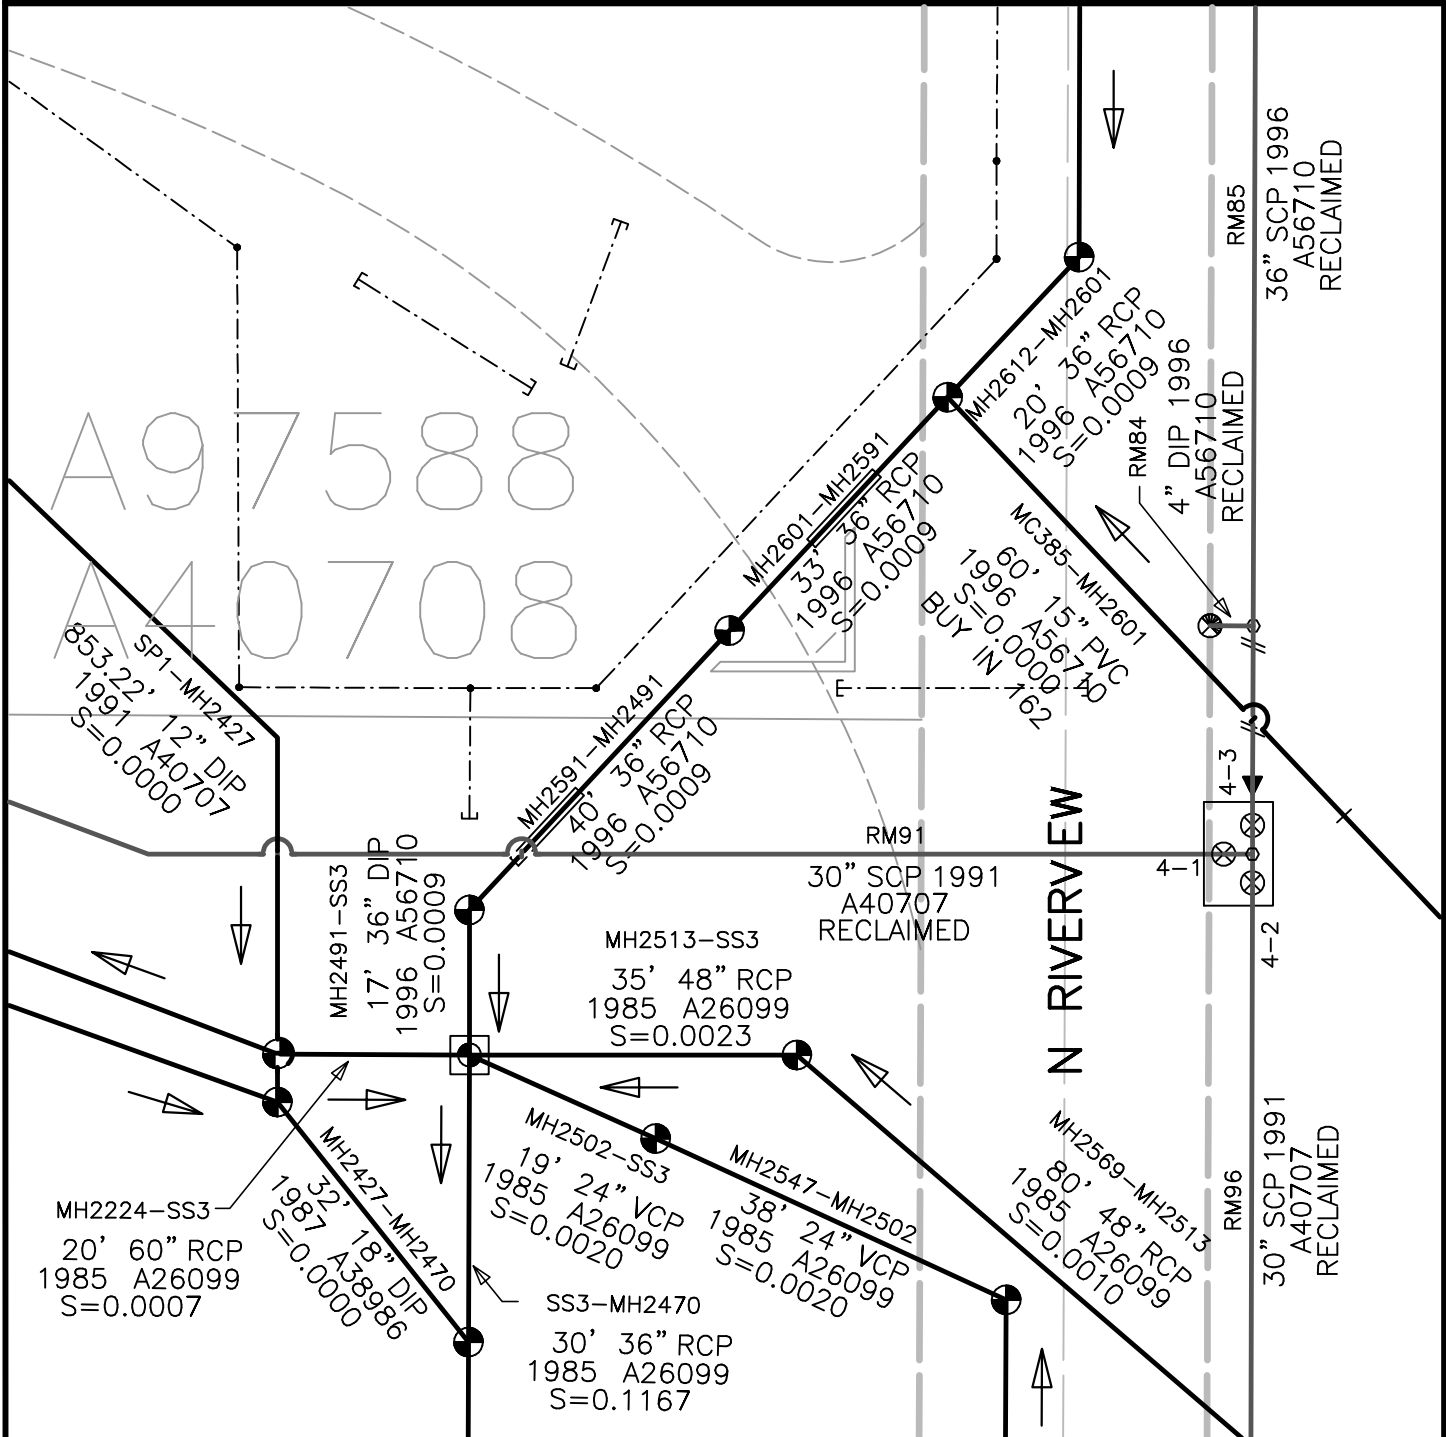 RM85
36" SCP 1996
A56710
RECLAIMED
MH2612-MH2601
20' 36" RCP
1996 A56710
S=0.0009
RM84
4" DIP 1996
A56710
RECLAIMED
A97588
A40708
MH2601-MH2591
33' 36" RCP
1996 A56710
S=0.0009
MC385-MH2601
60' 15" PVC
1996 A56710
S=0.0000
BUY IN 162
SP1-MH2427
853.22' 12" DIP
1991 A40707
S=0.0000
MH2591-MH2491
40' 36" RCP
1996 A56710
S=0.0009
4-3
4-1
4-2
RM91
30" SCP 1991
A40707
RECLAIMED
N RIVERVIEW
MH2491-SS3
17' 36" DIP
1996 A56710
S=0.0009
MH2513-SS3
35' 48" RCP
1985 A26099
S=0.0023
MH2502-SS3
19' 24" VCP
1985 A26099
S=0.0020
MH2547-MH2502
38' 24" VCP
1985 A26099
S=0.0020
MH2569-MH2513
80' 48" RCP
1985 A26099
S=0.0010
RM96
30" SCP 1991
A40707
RECLAIMED
MH2224-SS3
20' 60" RCP
1985 A26099
S=0.0007
MH2427-MH2470
32' 18" DIP
1987 A38986
S=0.0000
SS3-MH2470
30' 36" RCP
1985 A26099
S=0.1167